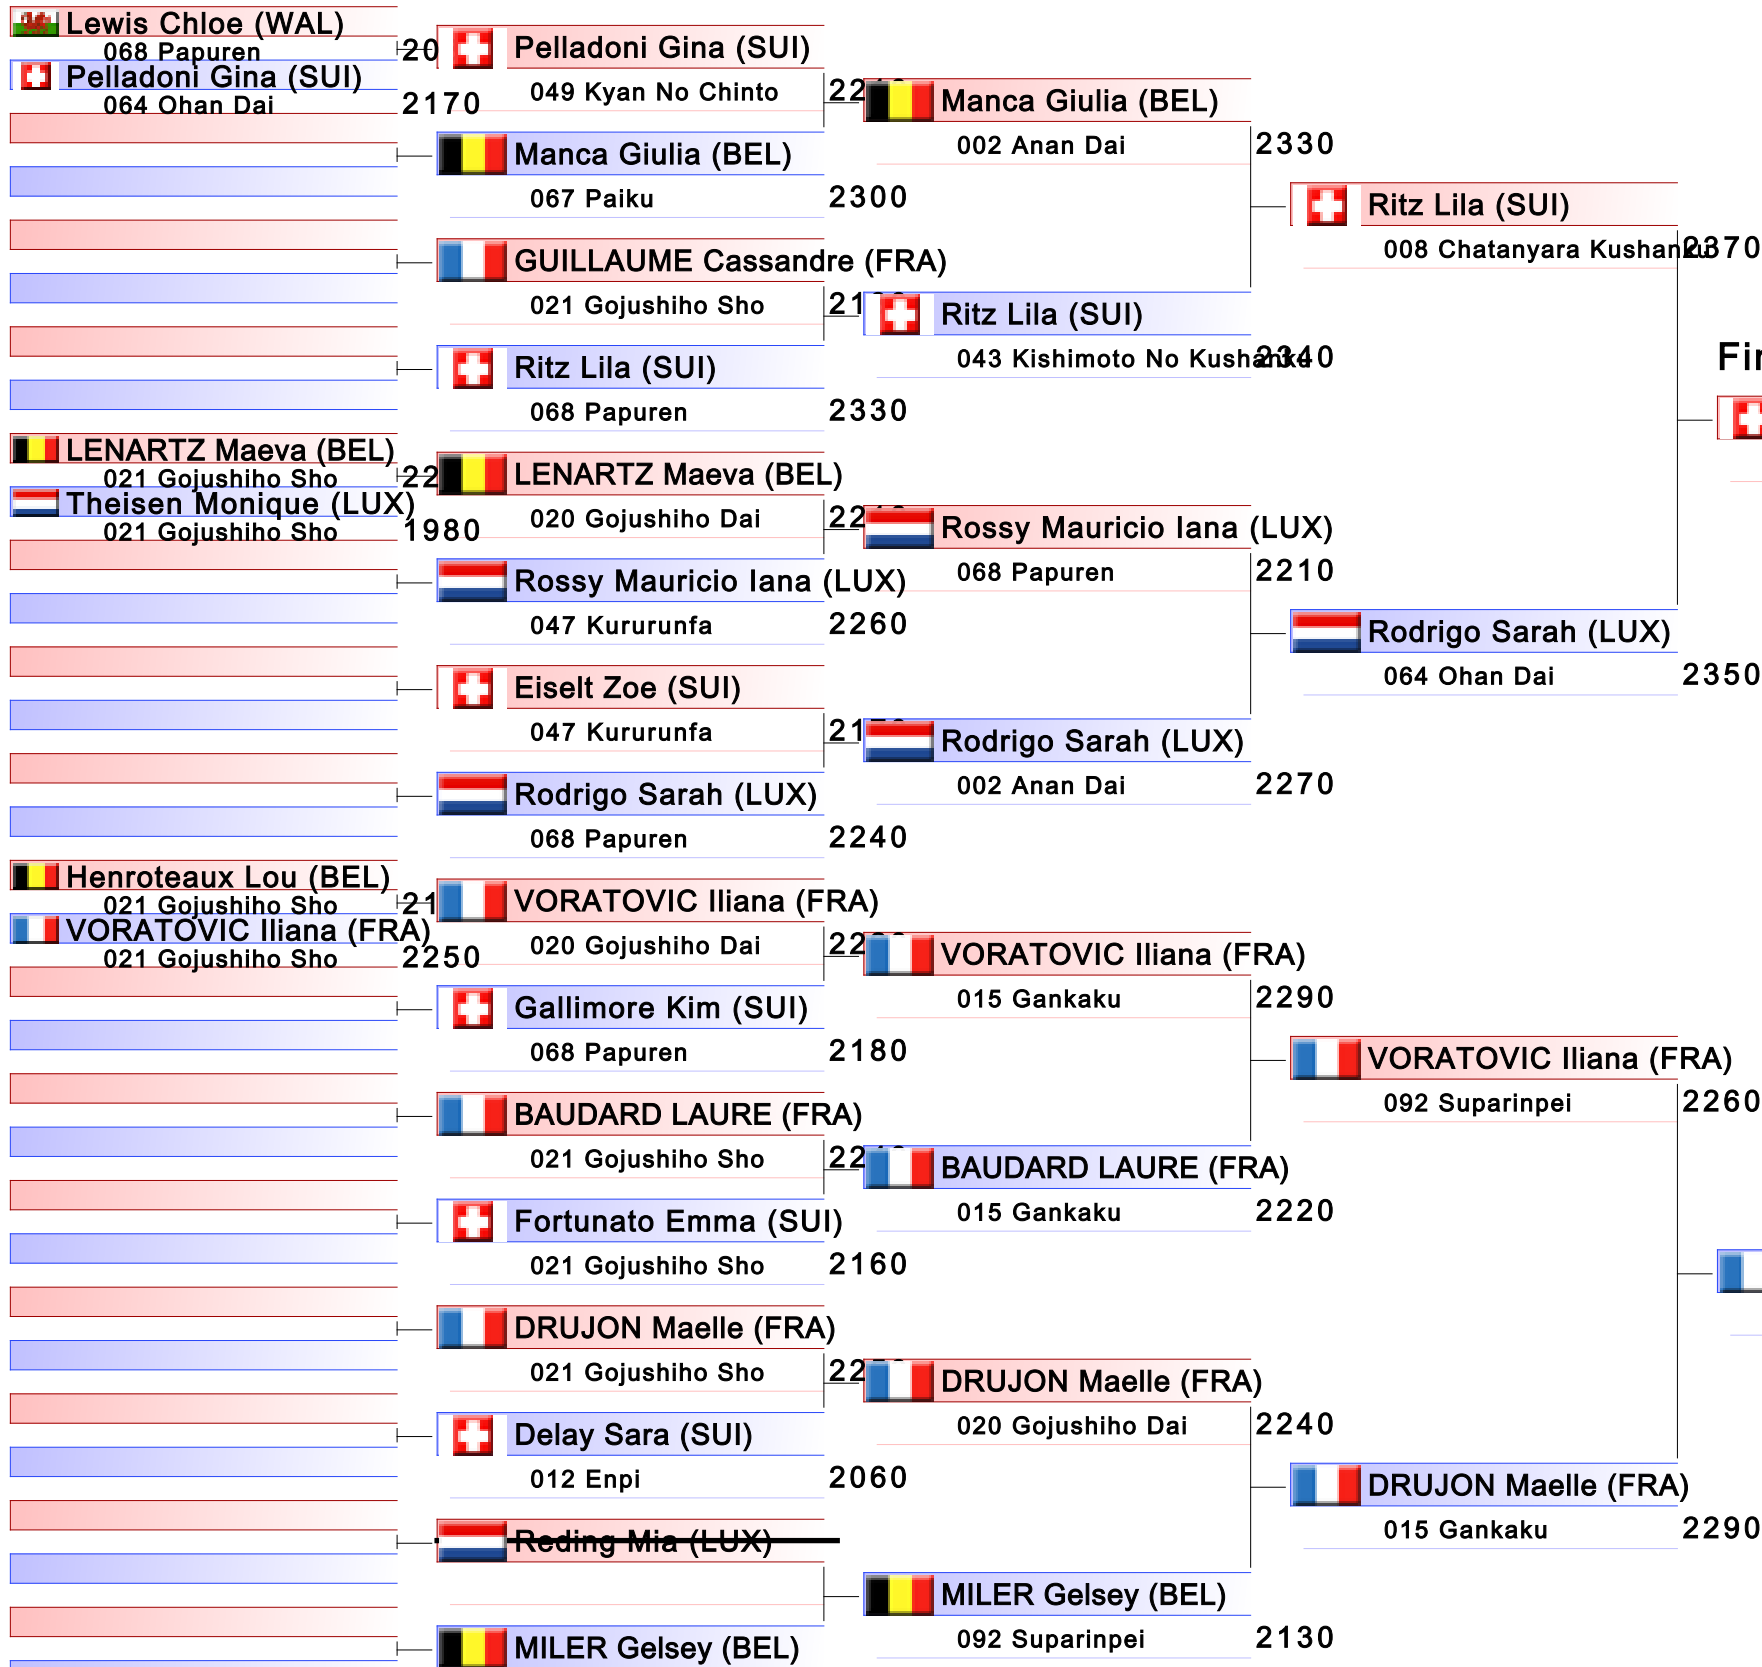 Lewis Chloe (WAL)
068 Papuren 20
Pelladoni Gina (SUI)
064 Ohan Dai 2170
LENARTZ Maeva (BEL)
021 Gojushiho Sho 22
Theisen Monique (LUX)
021 Gojushiho Sho 1980
Henroteaux Lou (BEL)
021 Gojushiho Sho 21
VORATOVIC Iliana (FRA)
021 Gojushiho Sho 2250
Pelladoni Gina (SUI)
049 Kyan No Chinto
Manca Giulia (BEL)
067 Paiku 2300
GUILLAUME Cassandre (FRA)
021 Gojushiho Sho
Ritz Lila (SUI)
068 Papuren 2330
LENARTZ Maeva (BEL)
020 Gojushiho Dai
Rossy Mauricio Iana (LUX)
047 Kururunfa 2260
Eiselt Zoe (SUI)
047 Kururunfa
Rodrigo Sarah (LUX)
068 Papuren 2240
VORATOVIC Iliana (FRA)
020 Gojushiho Dai
Gallimore Kim (SUI)
068 Papuren 2180
BAUDARD LAURE (FRA)
021 Gojushiho Sho
Fortunato Emma (SUI)
021 Gojushiho Sho 2160
DRUJON Maelle (FRA)
021 Gojushiho Sho
Delay Sara (SUI)
012 Enpi 2060
Reding Mia (LUX)
MILER Gelsey (BEL)
Manca Giulia (BEL)
002 Anan Dai 2330
Ritz Lila (SUI)
043 Kishimoto No Kushanku 2340
Rossy Mauricio Iana (LUX)
068 Papuren 2210
Rodrigo Sarah (LUX)
002 Anan Dai 2270
VORATOVIC Iliana (FRA)
015 Gankaku 2290
BAUDARD LAURE (FRA)
015 Gankaku 2220
DRUJON Maelle (FRA)
020 Gojushiho Dai 2240
MILER Gelsey (BEL)
092 Suparinpei 2130
Ritz Lila (SUI)
008 Chatanyara Kushanku 2370
Rodrigo Sarah (LUX)
064 Ohan Dai 2350
VORATOVIC Iliana (FRA)
092 Suparinpei 2260
DRUJON Maelle (FRA)
015 Gankaku 2290